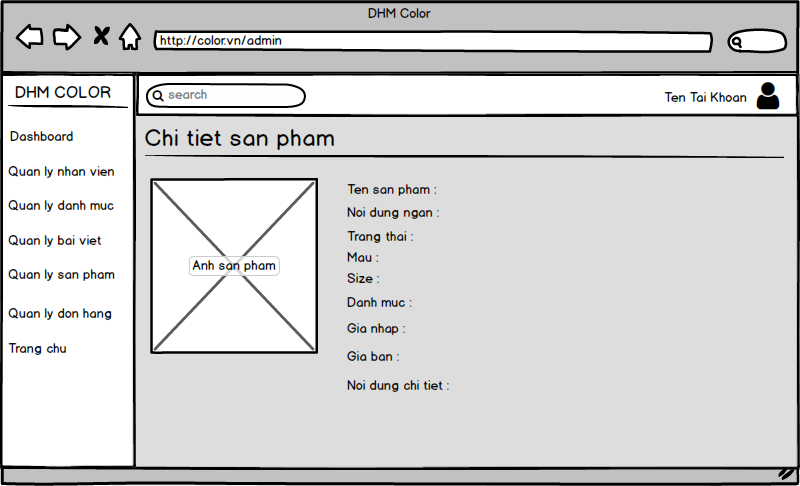 DHM Color
http://color.vn/admin
DHM COLOR
search
Ten Tai Khoan
Dashboard
Quan ly nhan vien
Quan ly danh muc
Quan ly bai viet
Quan ly san pham
Quan ly don hang
Trang chu
Chi tiet san pham
Anh san pham
Ten san pham :
Noi dung ngan :
Trang thai :
Mau :
Size :
Danh muc :
Gia nhap :
Gia ban :
Noi dung chi tiet :